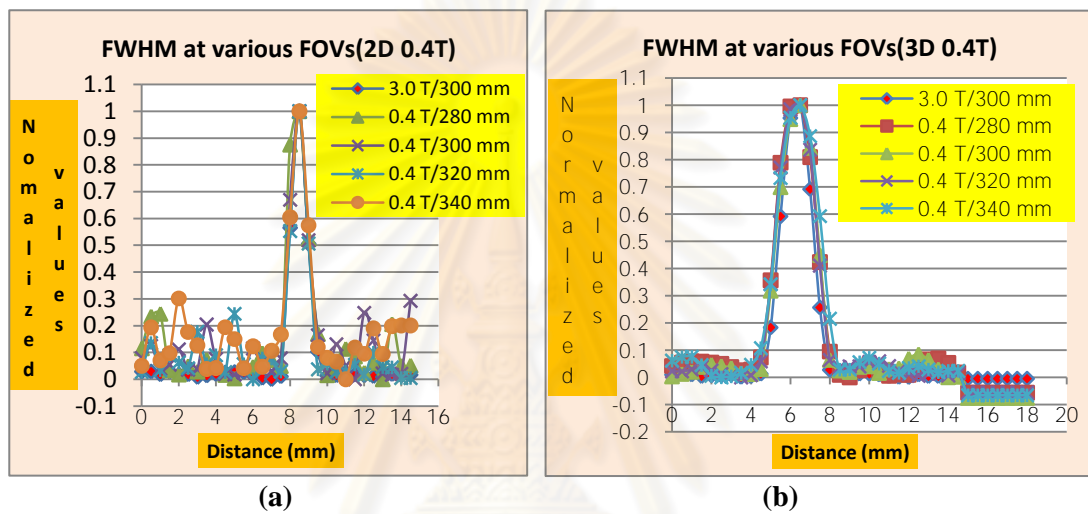 FWHM at various FOVs(2D 0.4T)
1.1
1
0.9
0.8
0.7
0.6
0.5
0.4
0.3
0.2
0.1
0
-0.1
0 2 4 6 8 10 12 14 16
Nomalized values
Distance (mm)
3.0 T/300 mm
0.4 T/280 mm
0.4 T/300 mm
0.4 T/320 mm
0.4 T/340 mm
(a)
FWHM at various FOVs(3D 0.4T)
1.1
1
0.9
0.8
0.7
0.6
0.5
0.4
0.3
0.2
0.1
0
-0.1
-0.2
0 2 4 6 8 10 12 14 16 18 20
Normalized values
Distance (mm)
3.0 T/300 mm
0.4 T/280 mm
0.4 T/300 mm
0.4 T/320 mm
0.4 T/340 mm
(b)